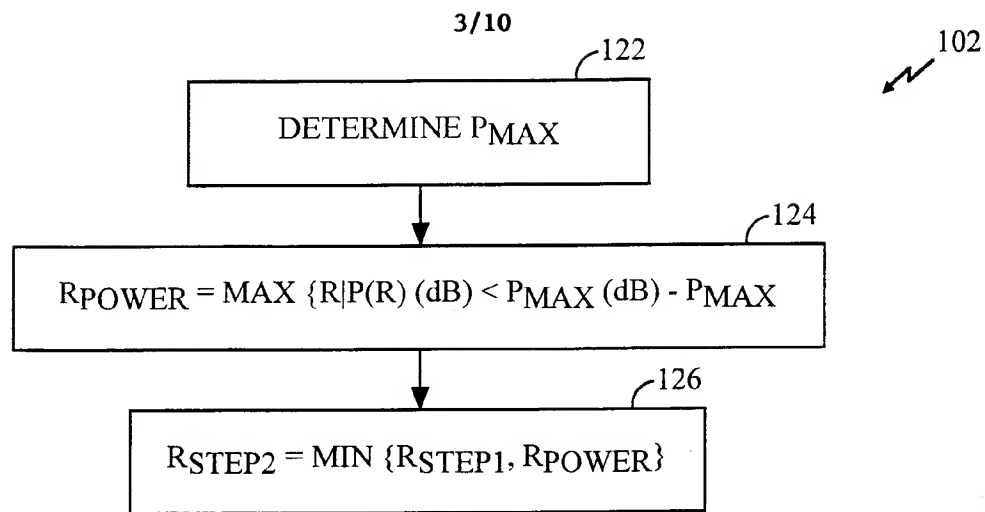 3/10
102
122
DETERMINE PMAX
124
RPOWER = MAX {R|P(R) (dB) < PMAX (dB) - PMAX
126
RSTEP2 = MIN {RSTEP1, RPOWER}